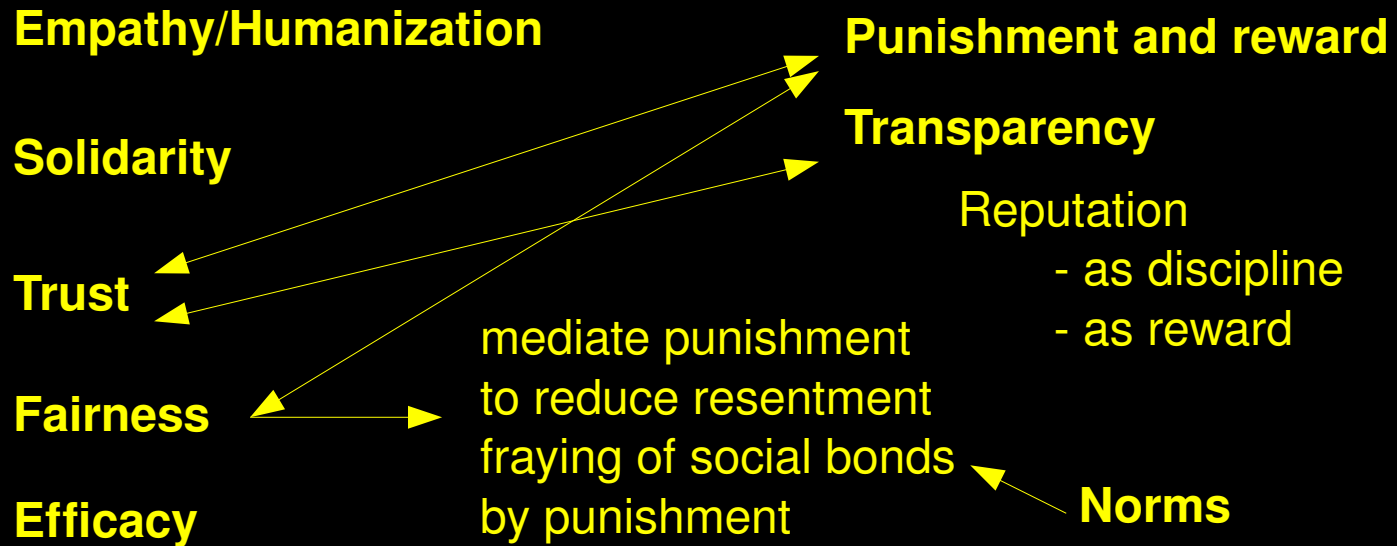 Empathy/Humanization
Solidarity
Trust
Fairness
Efficacy
mediate punishment
to reduce resentment
fraying of social bonds
by punishment
Punishment and reward
Transparency
Reputation
- as discipline
- as reward
Norms